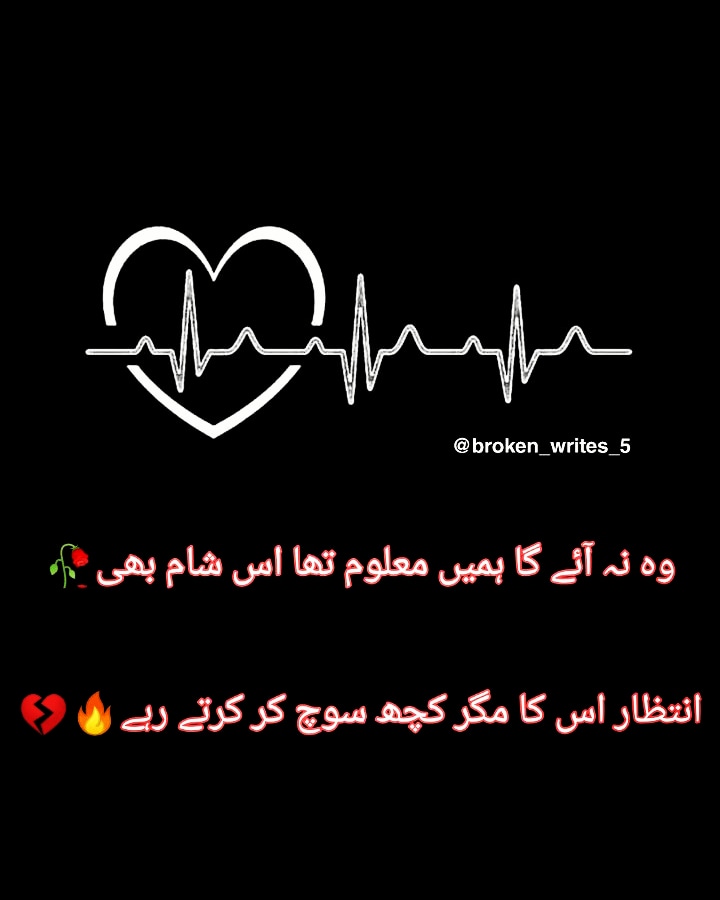 @broken_writes_5
وہ نہ آئے گا ہمیں معلوم تھا اس شام بھی🥀
انتظار اس کا مگر کچھ سوچ کر کرتے رہے🔥💔